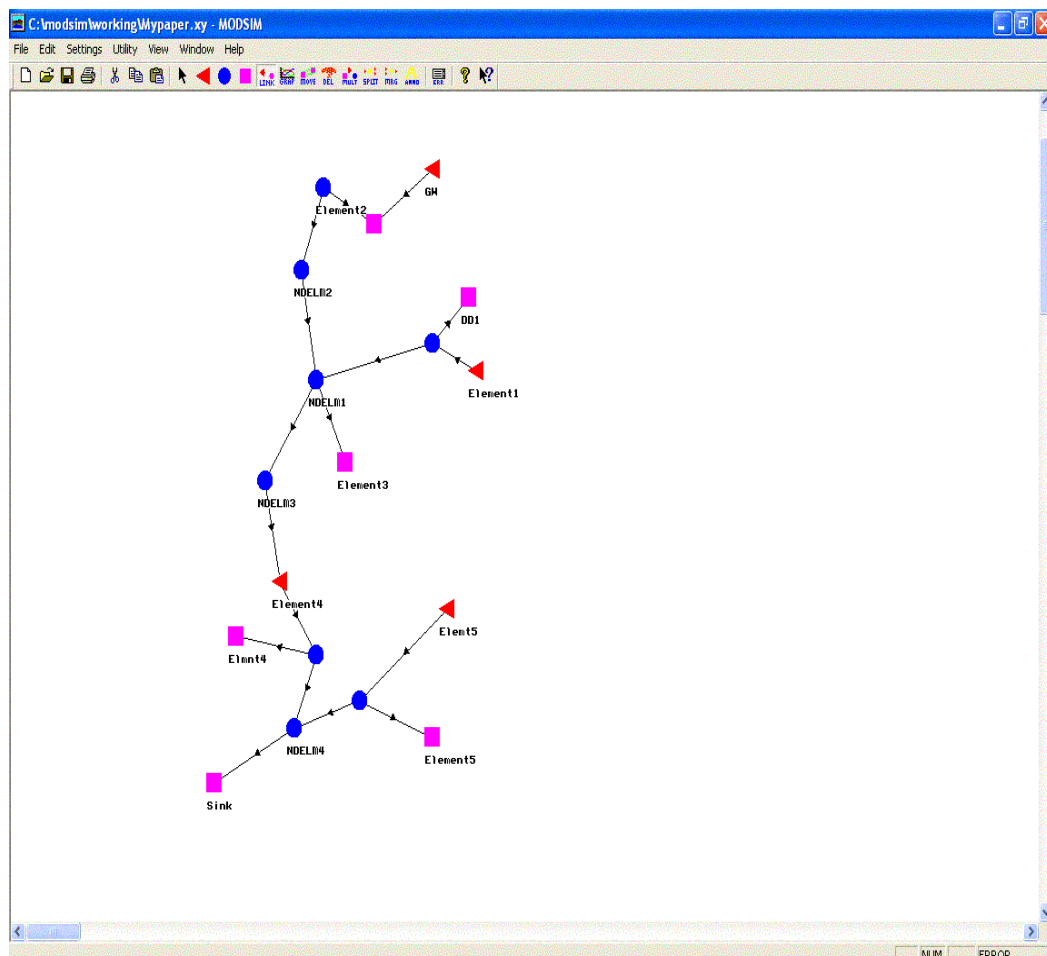 C:\modsim\working\Mypaper.xy - MODSIM
File Edit Settings Utility View Window Help
LINK GRAF MOVE DEL MULT SPLIT MRG ANNO ERR
GW
Element2
NDELM2
DD1
Element1
NDELM1
Element3
NDELM3
Element4
Elemt5
Elmnt4
NDELM4
Element5
Sink
NUM ERROR